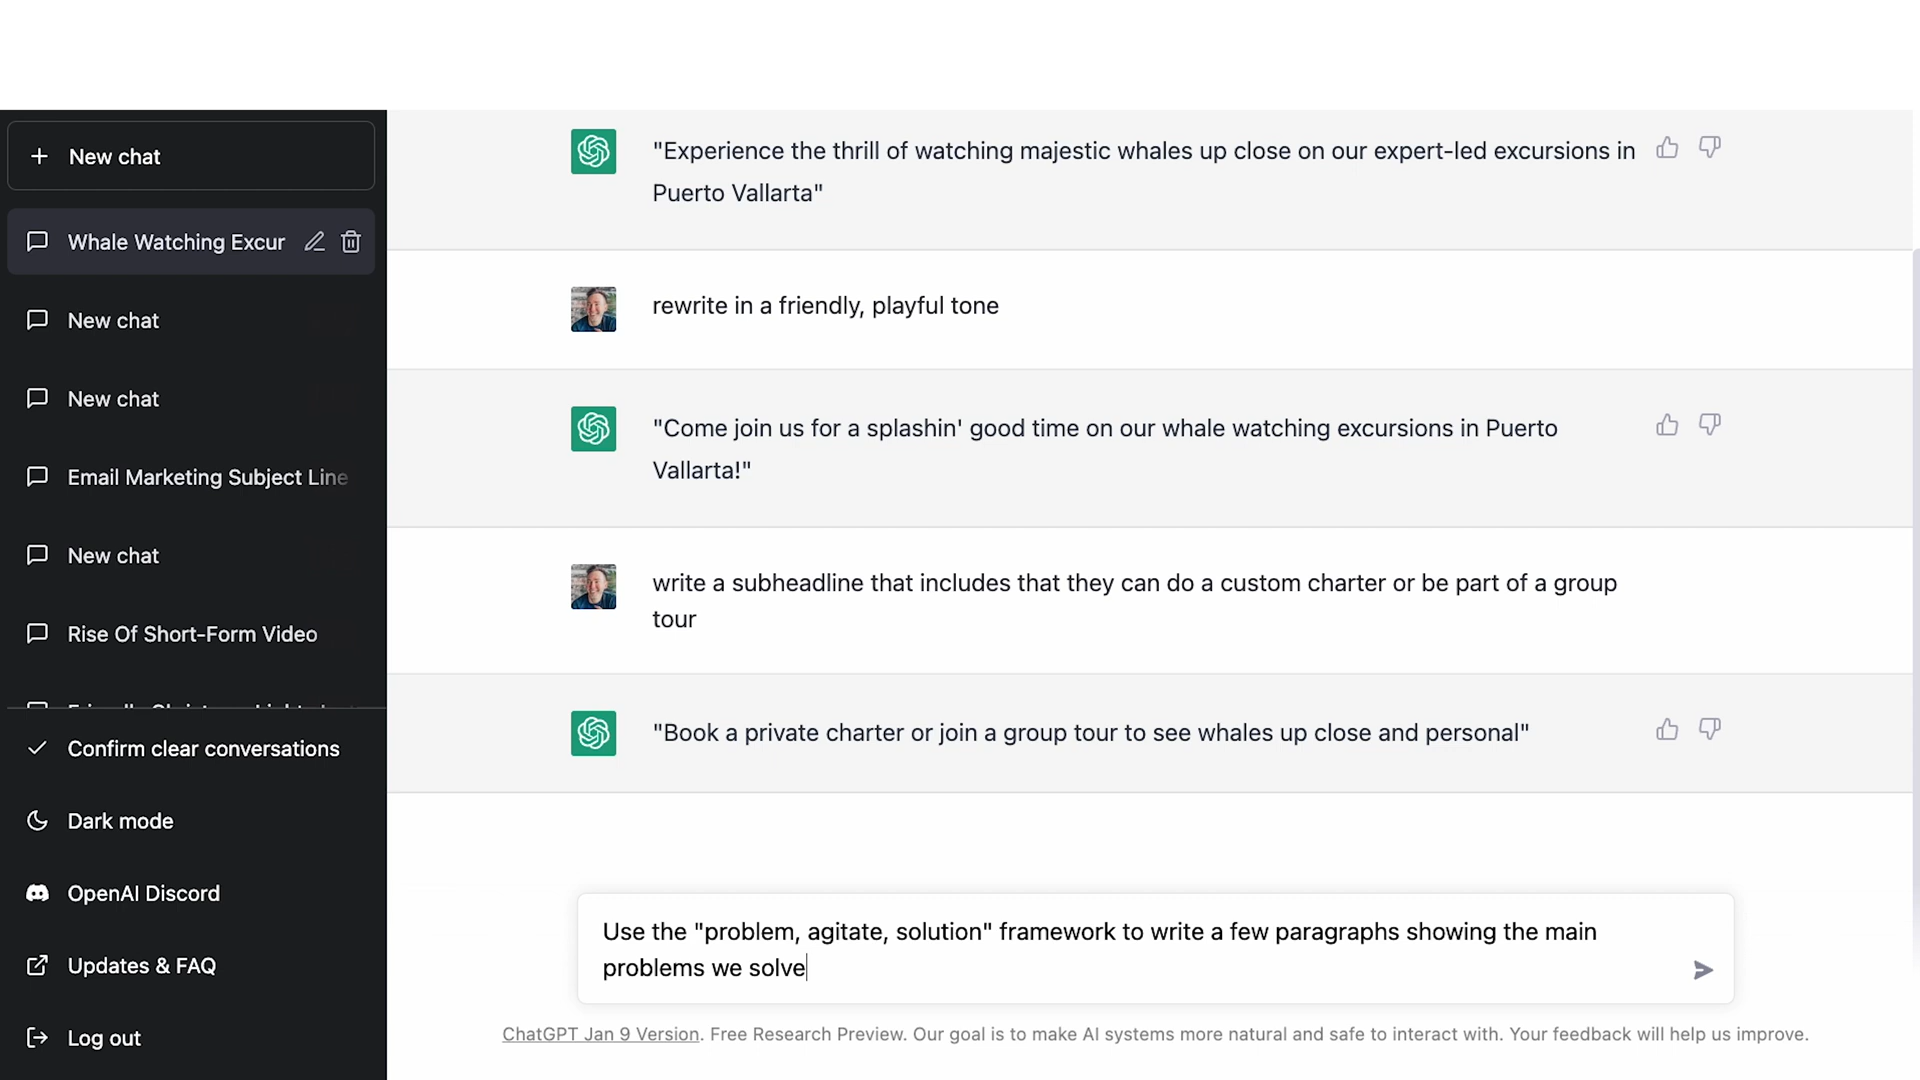 New chat
Whale Watching Excur
New chat
New chat
Email Marketing Subject Line
New chat
Rise Of Short-Form Video
Confirm clear conversations
Dark mode
OpenAI Discord
Updates & FAQ
Log out
"Experience the thrill of watching majestic whales up close on our expert-led excursions in
Puerto Vallarta"
rewrite in a friendly, playful tone
"Come join us for a splashin' good time on our whale watching excursions in Puerto
Vallarta!"
write a subheadline that includes that they can do a custom charter or be part of a group
tour
"Book a private charter or join a group tour to see whales up close and personal"
Use the "problem, agitate, solution" framework to write a few paragraphs showing the main
problems we solve
ChatGPT Jan 9 Version. Free Research Preview. Our goal is to make AI systems more natural and safe to interact with. Your feedback will help us improve.